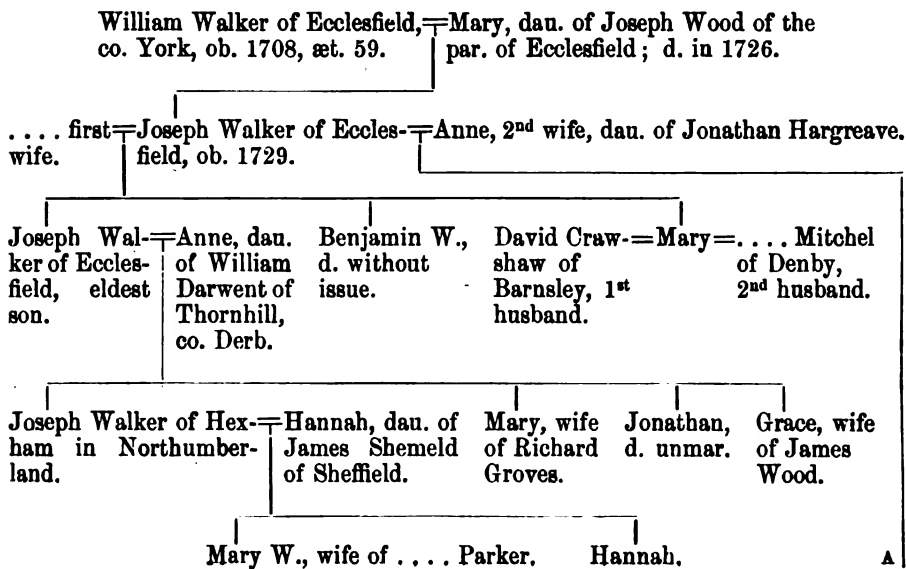 William Walker of Ecclesfield,=Mary, dau. of Joseph Wood of the
co. York, ob. 1708, æt. 59. par. of Ecclesfield; d. in 1726.
. . . . first=Joseph Walker of Eccles-=Anne, 2nd wife, dau. of Jonathan Hargreave.
wife. field, ob. 1729.
Joseph Wal-=Anne, dau. Benjamin W., David Craw-=Mary=. . . . Mitchel
ker of Eccles- of William d. without shaw of of Denby,
field, eldest Darwent of issue. Barnsley, 1st 2nd husband.
son. Thornhill, husband.
co. Derb.
Joseph Walker of Hex-=Hannah, dau. of Mary, wife Jonathan, Grace, wife
ham in Northumber- James Shemeld of Richard d. unmar. of James
land. of Sheffield. Groves. Wood.
Mary W., wife of . . . . Parker. Hannah. A